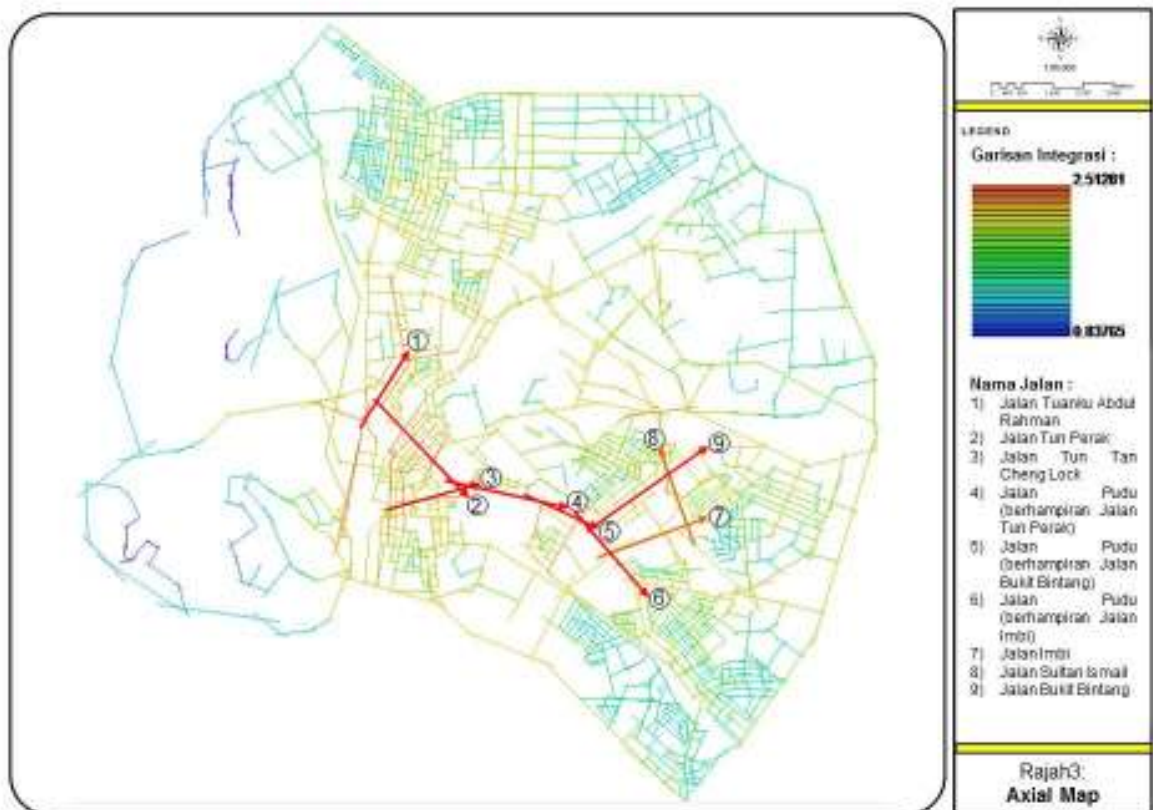 LEGEND
Garisan Integrasi :
2.51281
0.83765
Nama Jalan :
1) Jalan Tuanku Abdul
Rahman
2) Jalan Tun Perak
3) Jalan Tun Tan
Cheng Lock
4) Jalan Pudu
(berhampiran Jalan
Tun Perak)
5) Jalan Pudu
(berhampiran Jalan
Bukit Bintang)
6) Jalan Pudu
(berhampiran Jalan
Imbi)
7) Jalan Imbi
8) Jalan Sultan Ismail
9) Jalan Bukit Bintang
Rajah3:
Axial Map
1
2
3
4
5
6
7
8
9